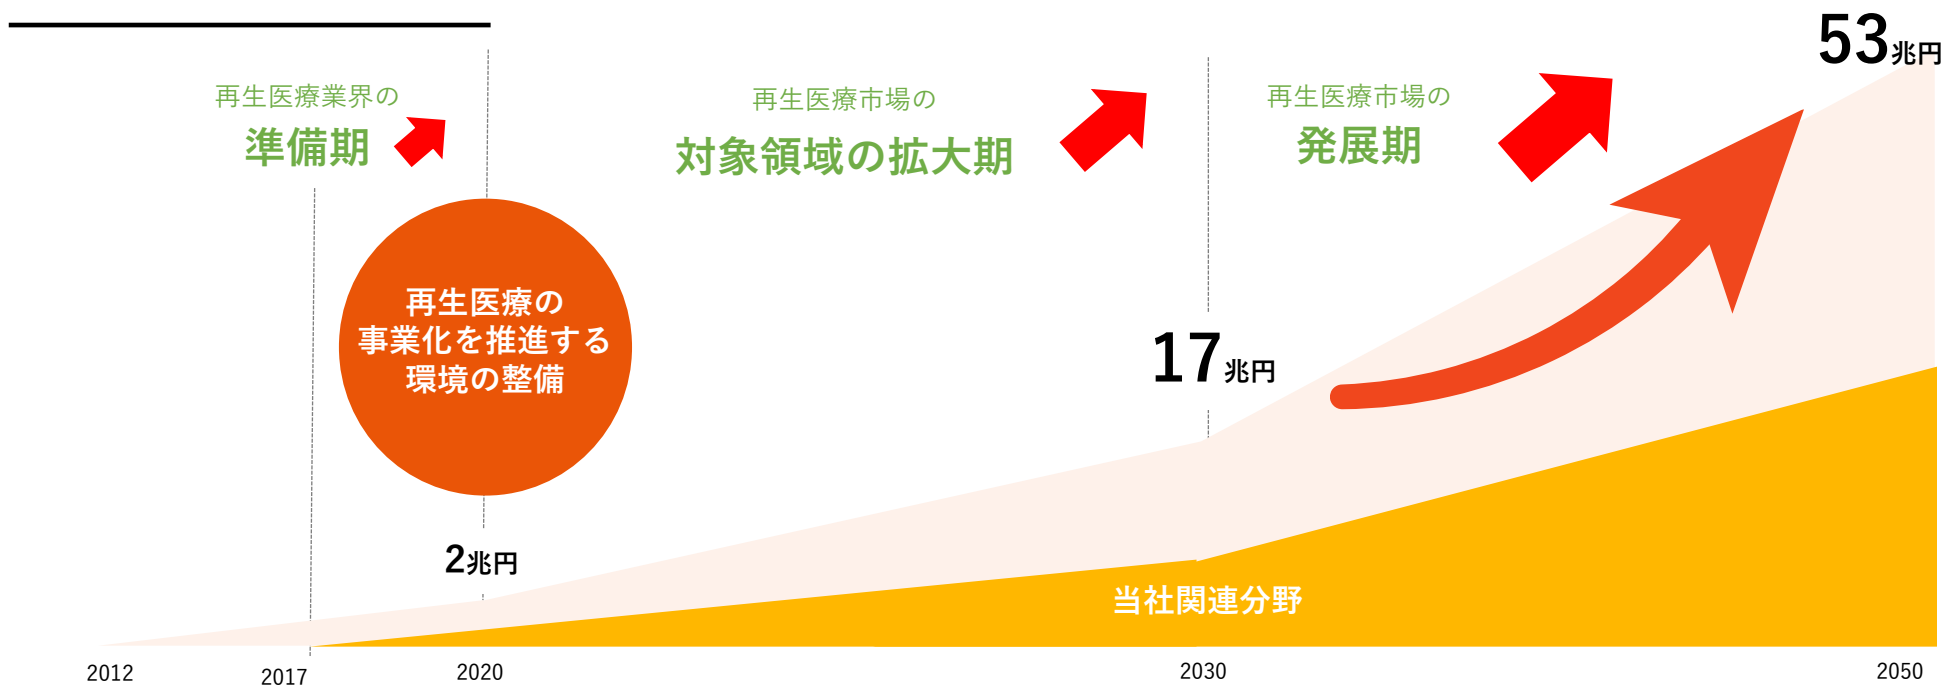 53兆円
再生医療業界の
準備期
再生医療市場の
対象領域の拡大期
再生医療市場の
発展期
再生医療の
事業化を推進する
環境の整備
17兆円
2兆円
当社関連分野
2012
2017
2020
2030
2050